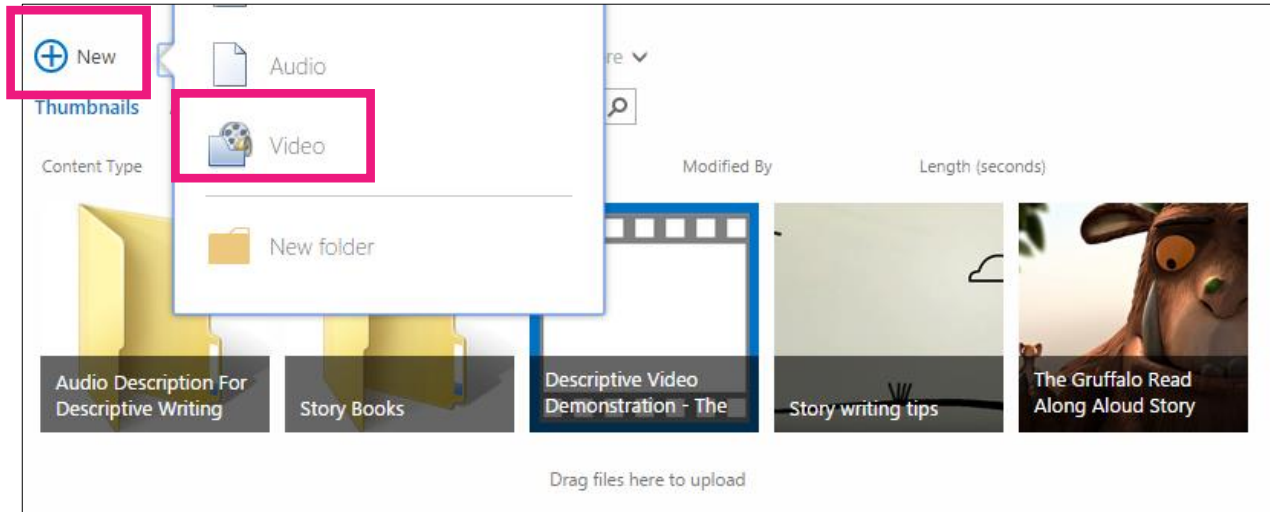 New
Audio
re
Thumbnails
Video
Content Type
Modified By
Length (seconds)
New folder
Audio Description For
Descriptive Writing
Story Books
Descriptive Video
Demonstration - The
Story writing tips
The Gruffalo Read
Along Aloud Story
Drag files here to upload